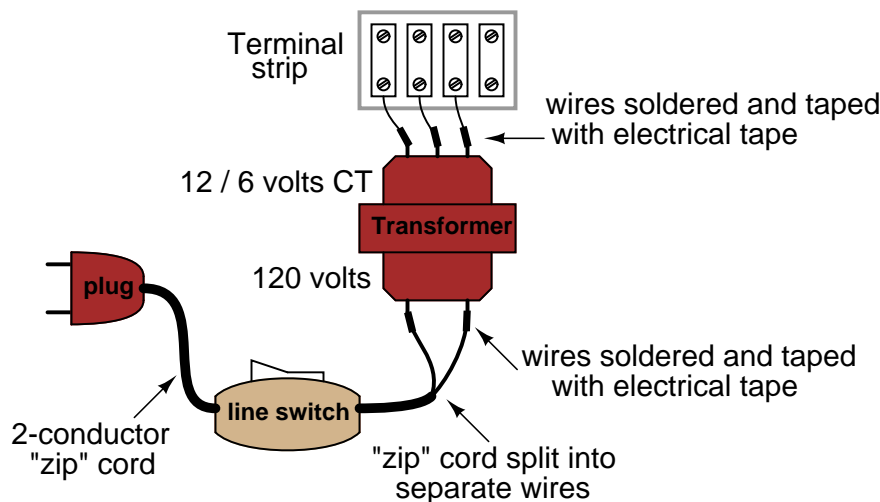 Terminal
strip
wires soldered and taped
with electrical tape
12 / 6 volts CT
Transformer
120 volts
plug
wires soldered and taped
with electrical tape
line switch
2-conductor
"zip" cord
"zip" cord split into
separate wires